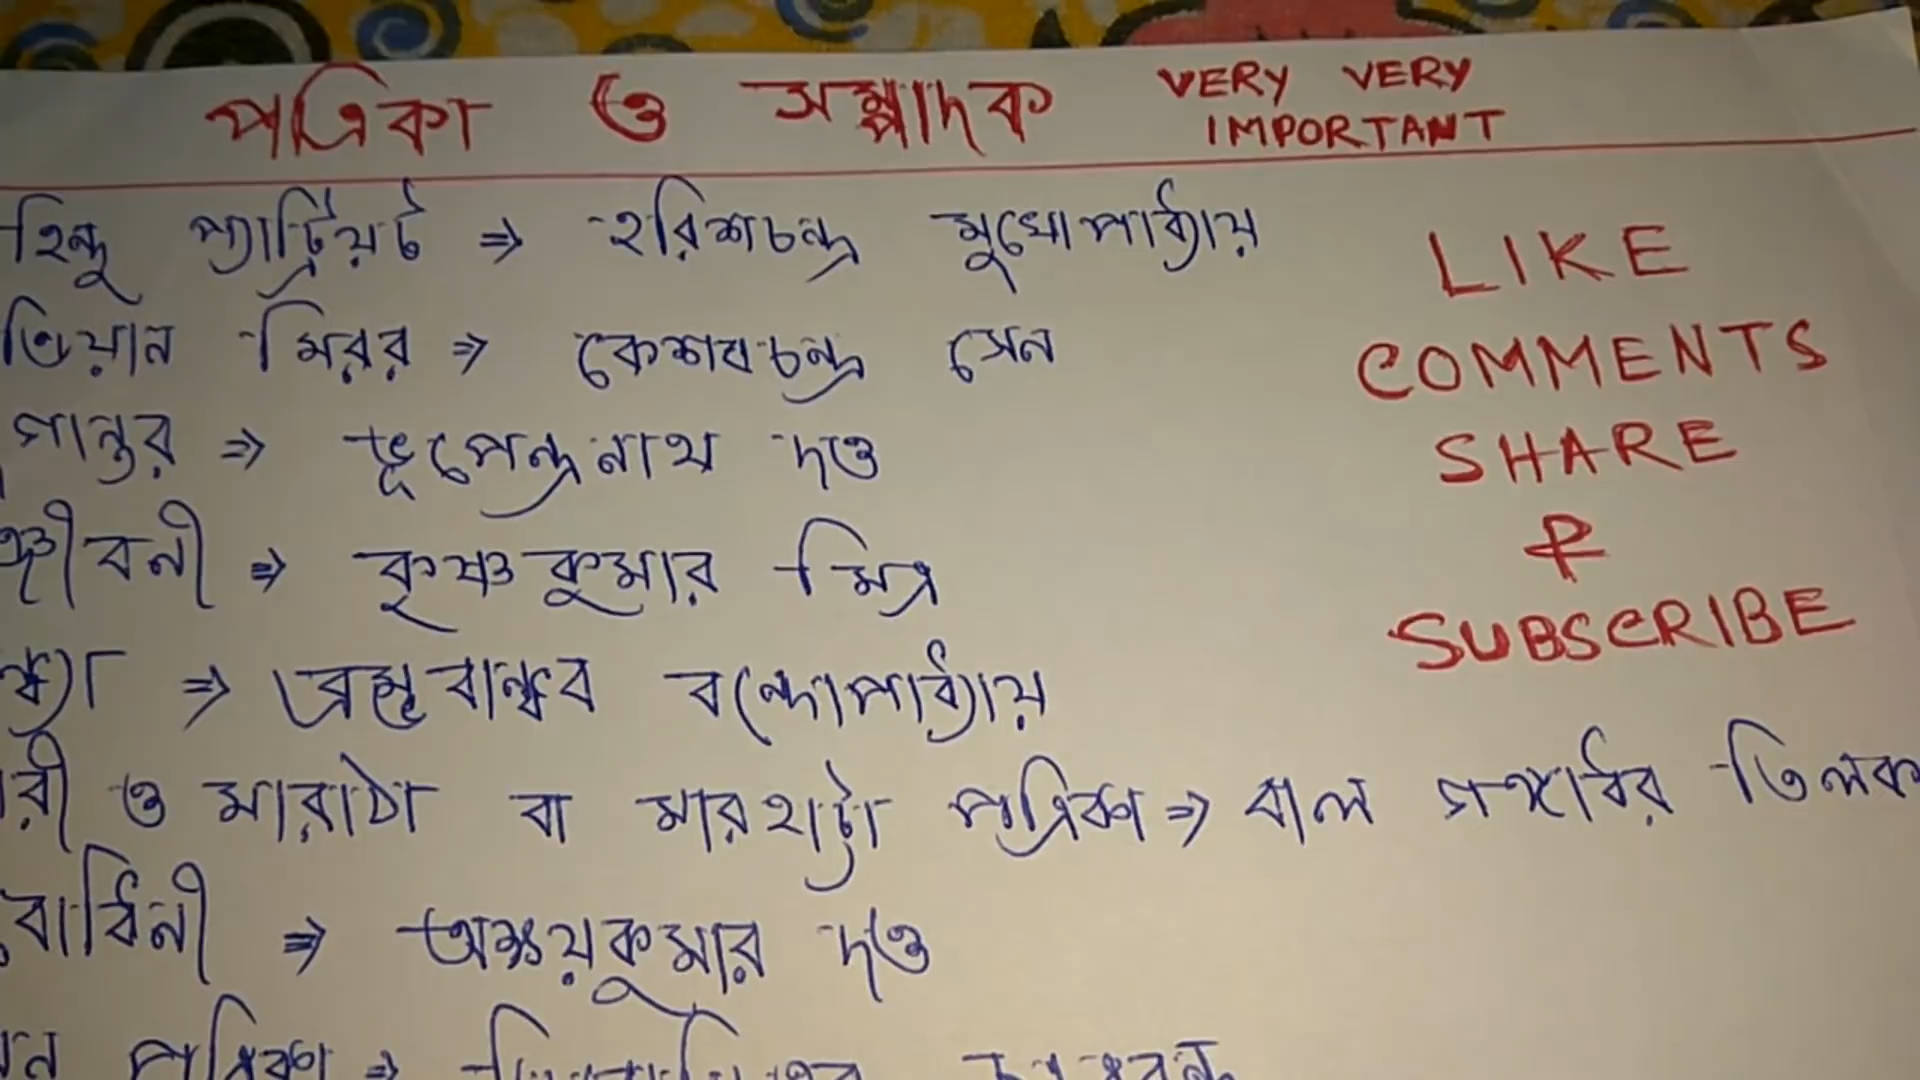 পত্রিকা ও সম্পাদক VERY VERY IMPORTANT
হিন্দু প্যাট্রিয়ট ⇒ হরিশচন্দ্র মুখোপাধ্যায়
ডিয়ান মিরর ⇒ কেশবচন্দ্র সেন
গান্তর ⇒ ভূপেন্দ্রনাথ দত্ত
ঞ্জীবনী ⇒ কৃষ্ণকুমার মিত্র
ন্ধ্যা ⇒ ব্রহ্মবান্ধব বন্দোপাধ্যায়
রী ও মারাঠা বা মারহাট্টা পত্রিকা ⇒ বাল গঙ্গাধর তিলক
বোধিনী ⇒ অক্ষয়কুমার দত্ত
পত্রিকা ⇒
LIKE
COMMENTS
SHARE
&
SUBSCRIBE